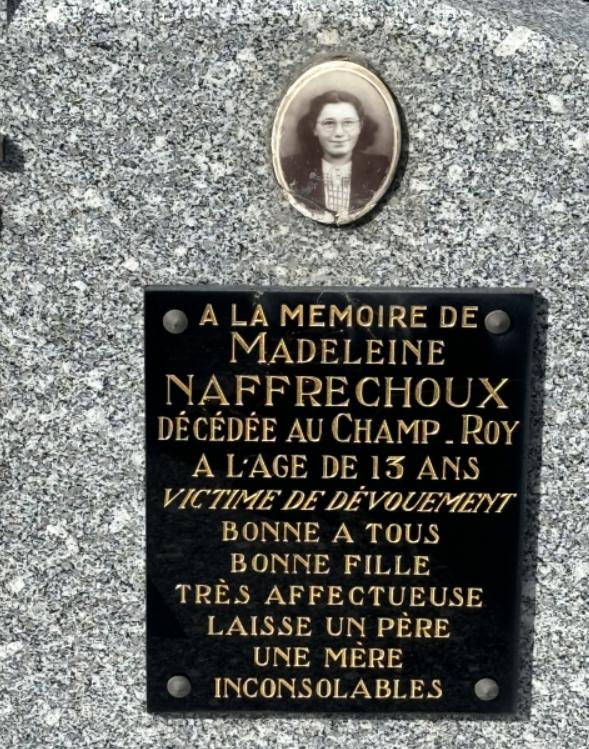 A LA MEMOIRE DE
MADELEINE
NAFFRECHOUX
DÉCÉDÉE AU CHAMP-ROY
A L'AGE DE 13 ANS
VICTIME DE DÉVOUEMENT
BONNE A TOUS
BONNE FILLE
TRÈS AFFECTUEUSE
LAISSE UN PÈRE
UNE MÈRE
INCONSOLABLES